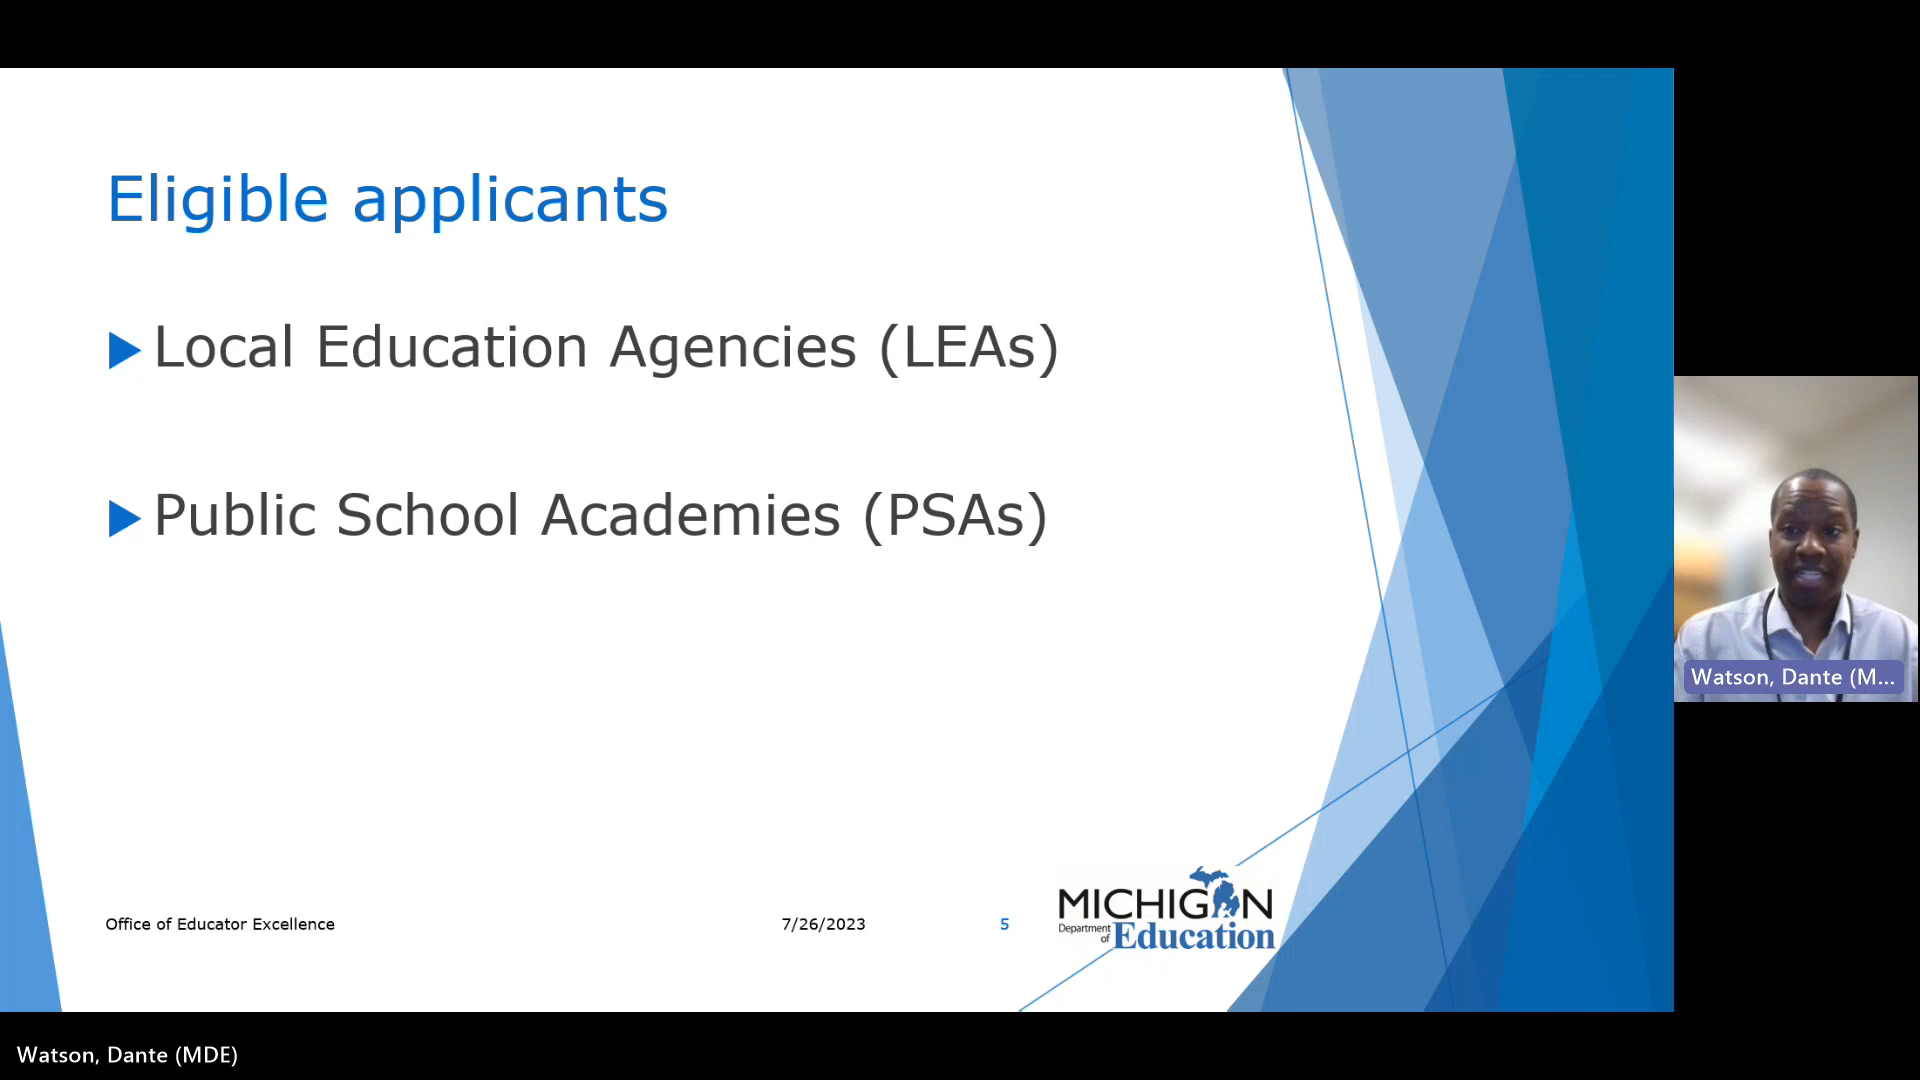 Eligible applicants
Local Education Agencies (LEAs)
Public School Academies (PSAs)
Office of Educator Excellence
7/26/2023
5
MICHIGAN
Department
of Education
Watson, Dante (M...
Watson, Dante (MDE)